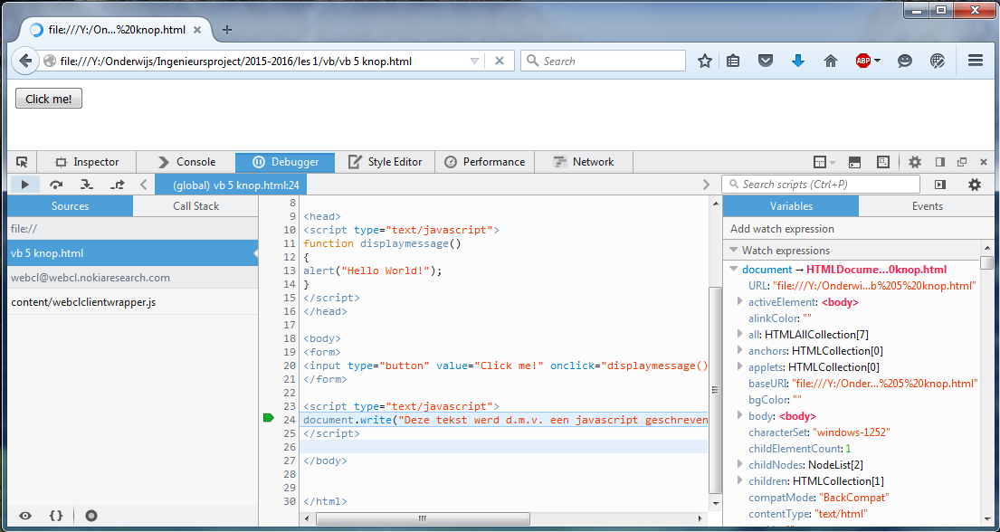 file:///Y:/On...%20knop.html
file:///Y:/Onderwijs/Ingenieursproject/2015-2016/les 1/vb/vb 5 knop.html
Search
ABP
Click me!
Inspector
Console
Debugger
Style Editor
Performance
Network
(global) vb 5 knop.html:24
Search scripts (Ctrl+P)
Sources
Call Stack
file://
vb 5 knop.html
webcl@webcl.nokiaresearch.com
content/webclclientwrapper.js
8
9 <head>
10 <script type="text/javascript">
11 function displaymessage()
12 {
13 alert("Hello World!");
14 }
15 </script>
16 </head>
17
18 <body>
19 <form>
20 <input type="button" value="Click me!" onclick="displaymessage()
21 </form>
22
23 <script type="text/javascript">
24 document.write("Deze tekst werd d.m.v. een javascript geschreven
25 </script>
26
27 </body>
28
29
30 </html>
Variables
Events
Add watch expression
Watch expressions
document → HTMLDocume...0knop.html
URL: "file:///Y:/Onderwi...b%205%20knop.html"
activeElement: <body>
alinkColor: ""
all: HTMLAllCollection[7]
anchors: HTMLCollection[0]
applets: HTMLCollection[0]
baseURI: "file:///Y:/Onder...%205%20knop.html"
bgColor: ""
body: <body>
characterSet: "windows-1252"
childElementCount: 1
childNodes: NodeList[2]
children: HTMLCollection[1]
compatMode: "BackCompat"
contentType: "text/html"